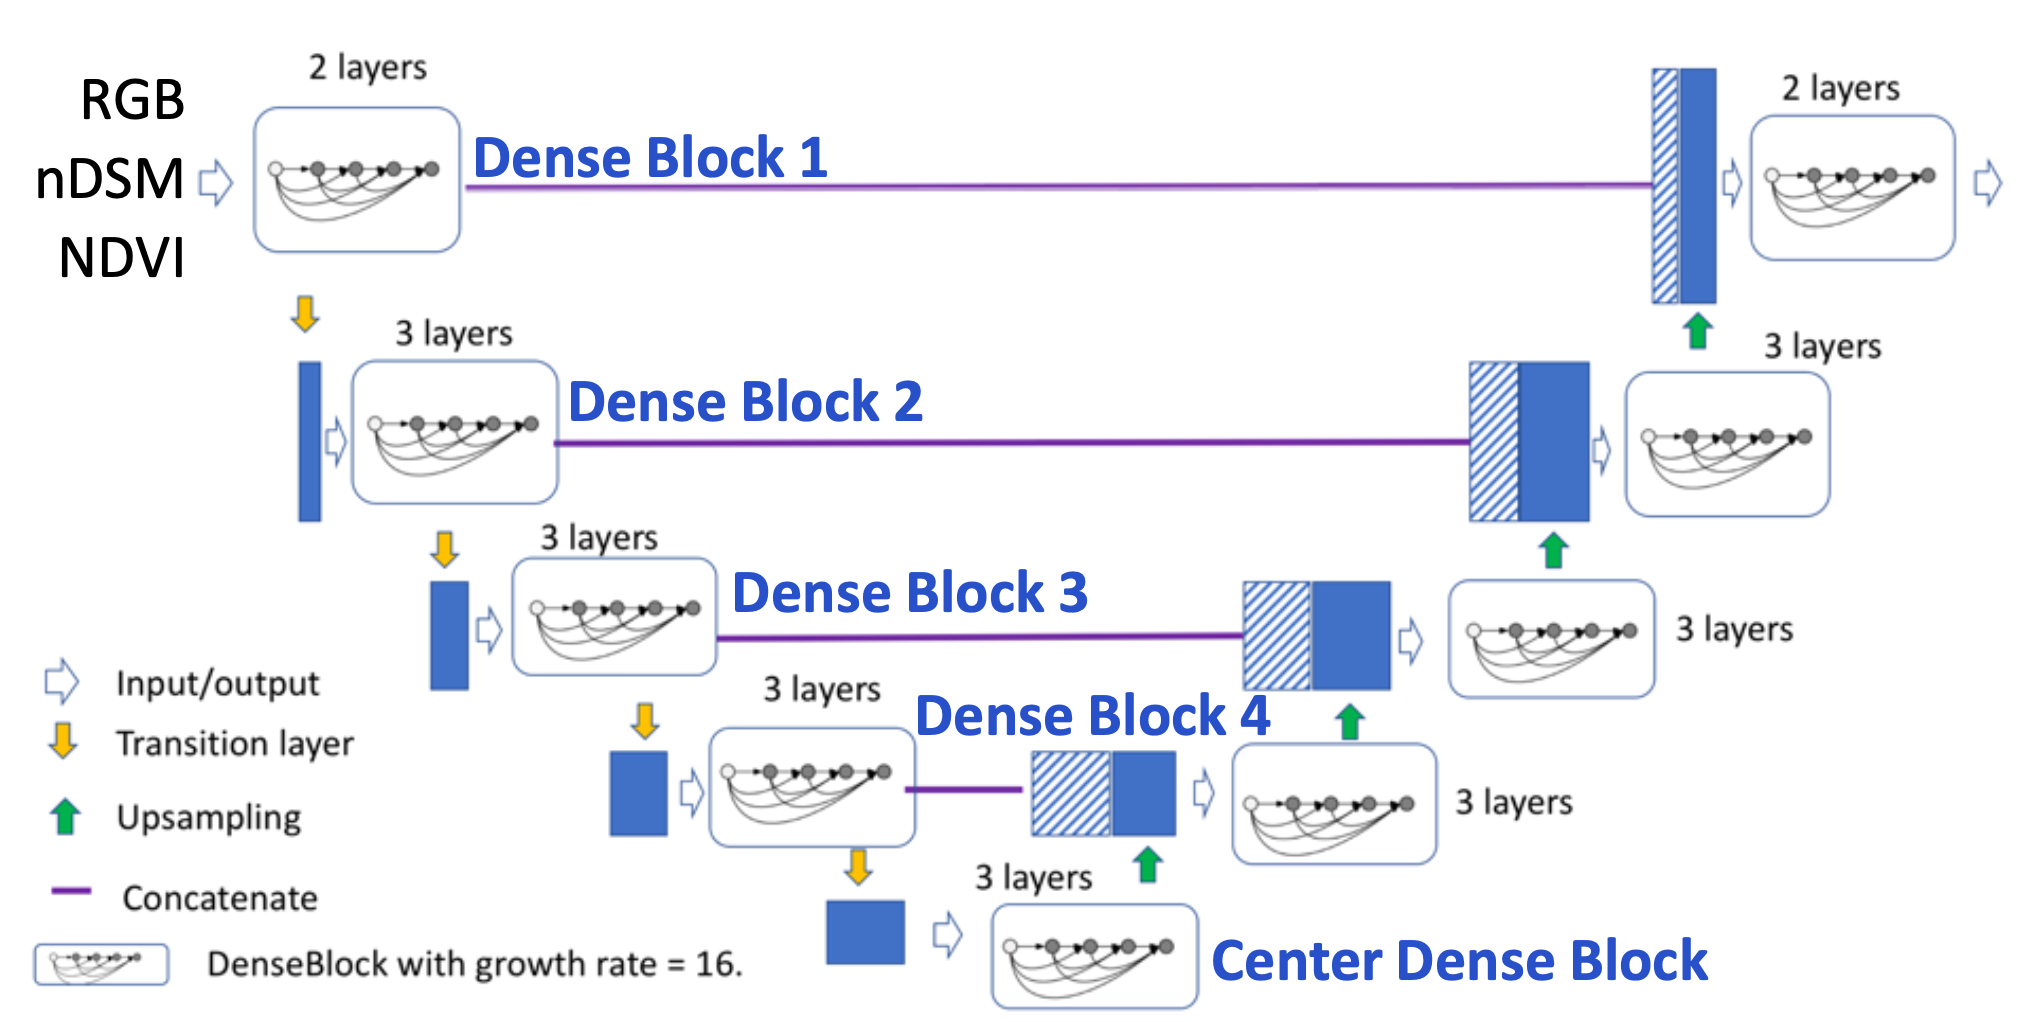 2 layers
RGB
nDSM
NDVI
Dense Block 1
2 layers
3 layers
Dense Block 2
3 layers
3 layers
Dense Block 3
3 layers
3 layers
Dense Block 4
3 layers
3 layers
Center Dense Block
Input/output
Transition layer
Upsampling
Concatenate
DenseBlock with growth rate = 16.